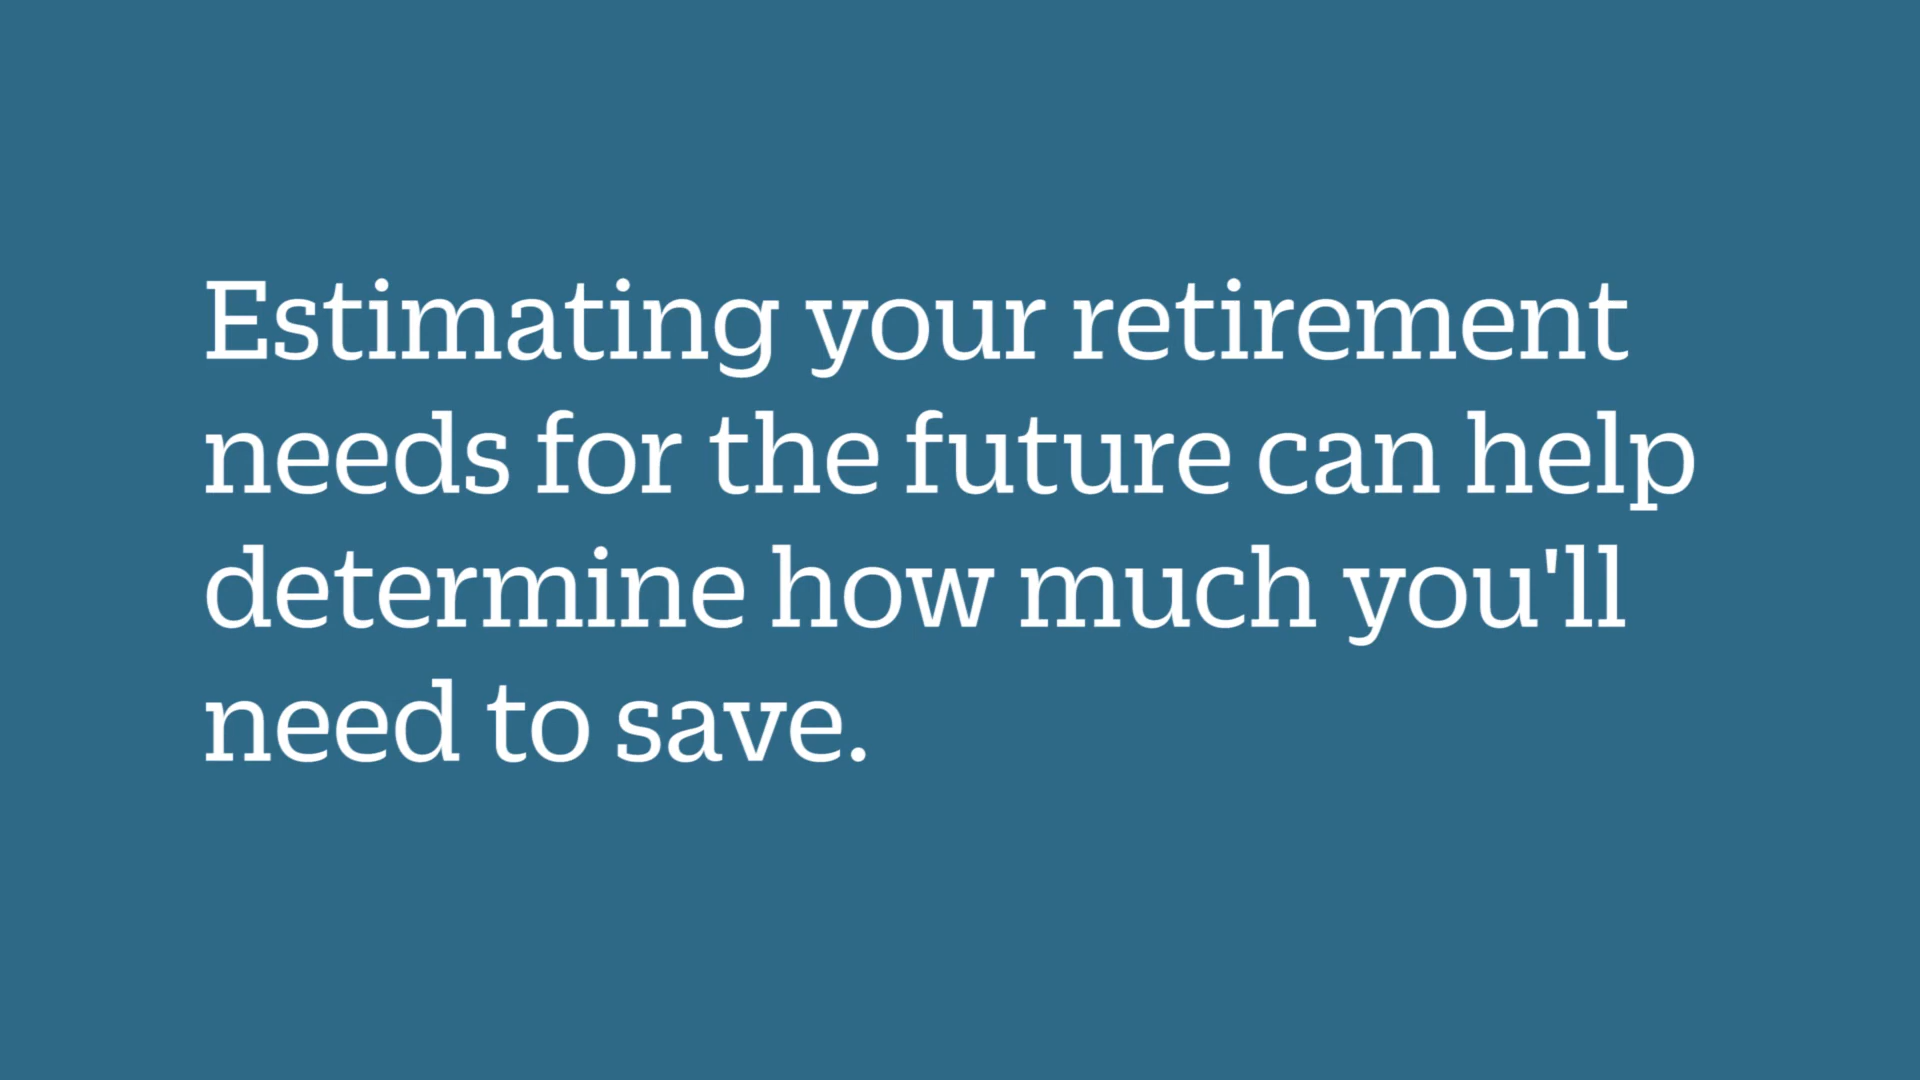 Estimating your retirement
needs for the future can help
determine how much you'll
need to save.